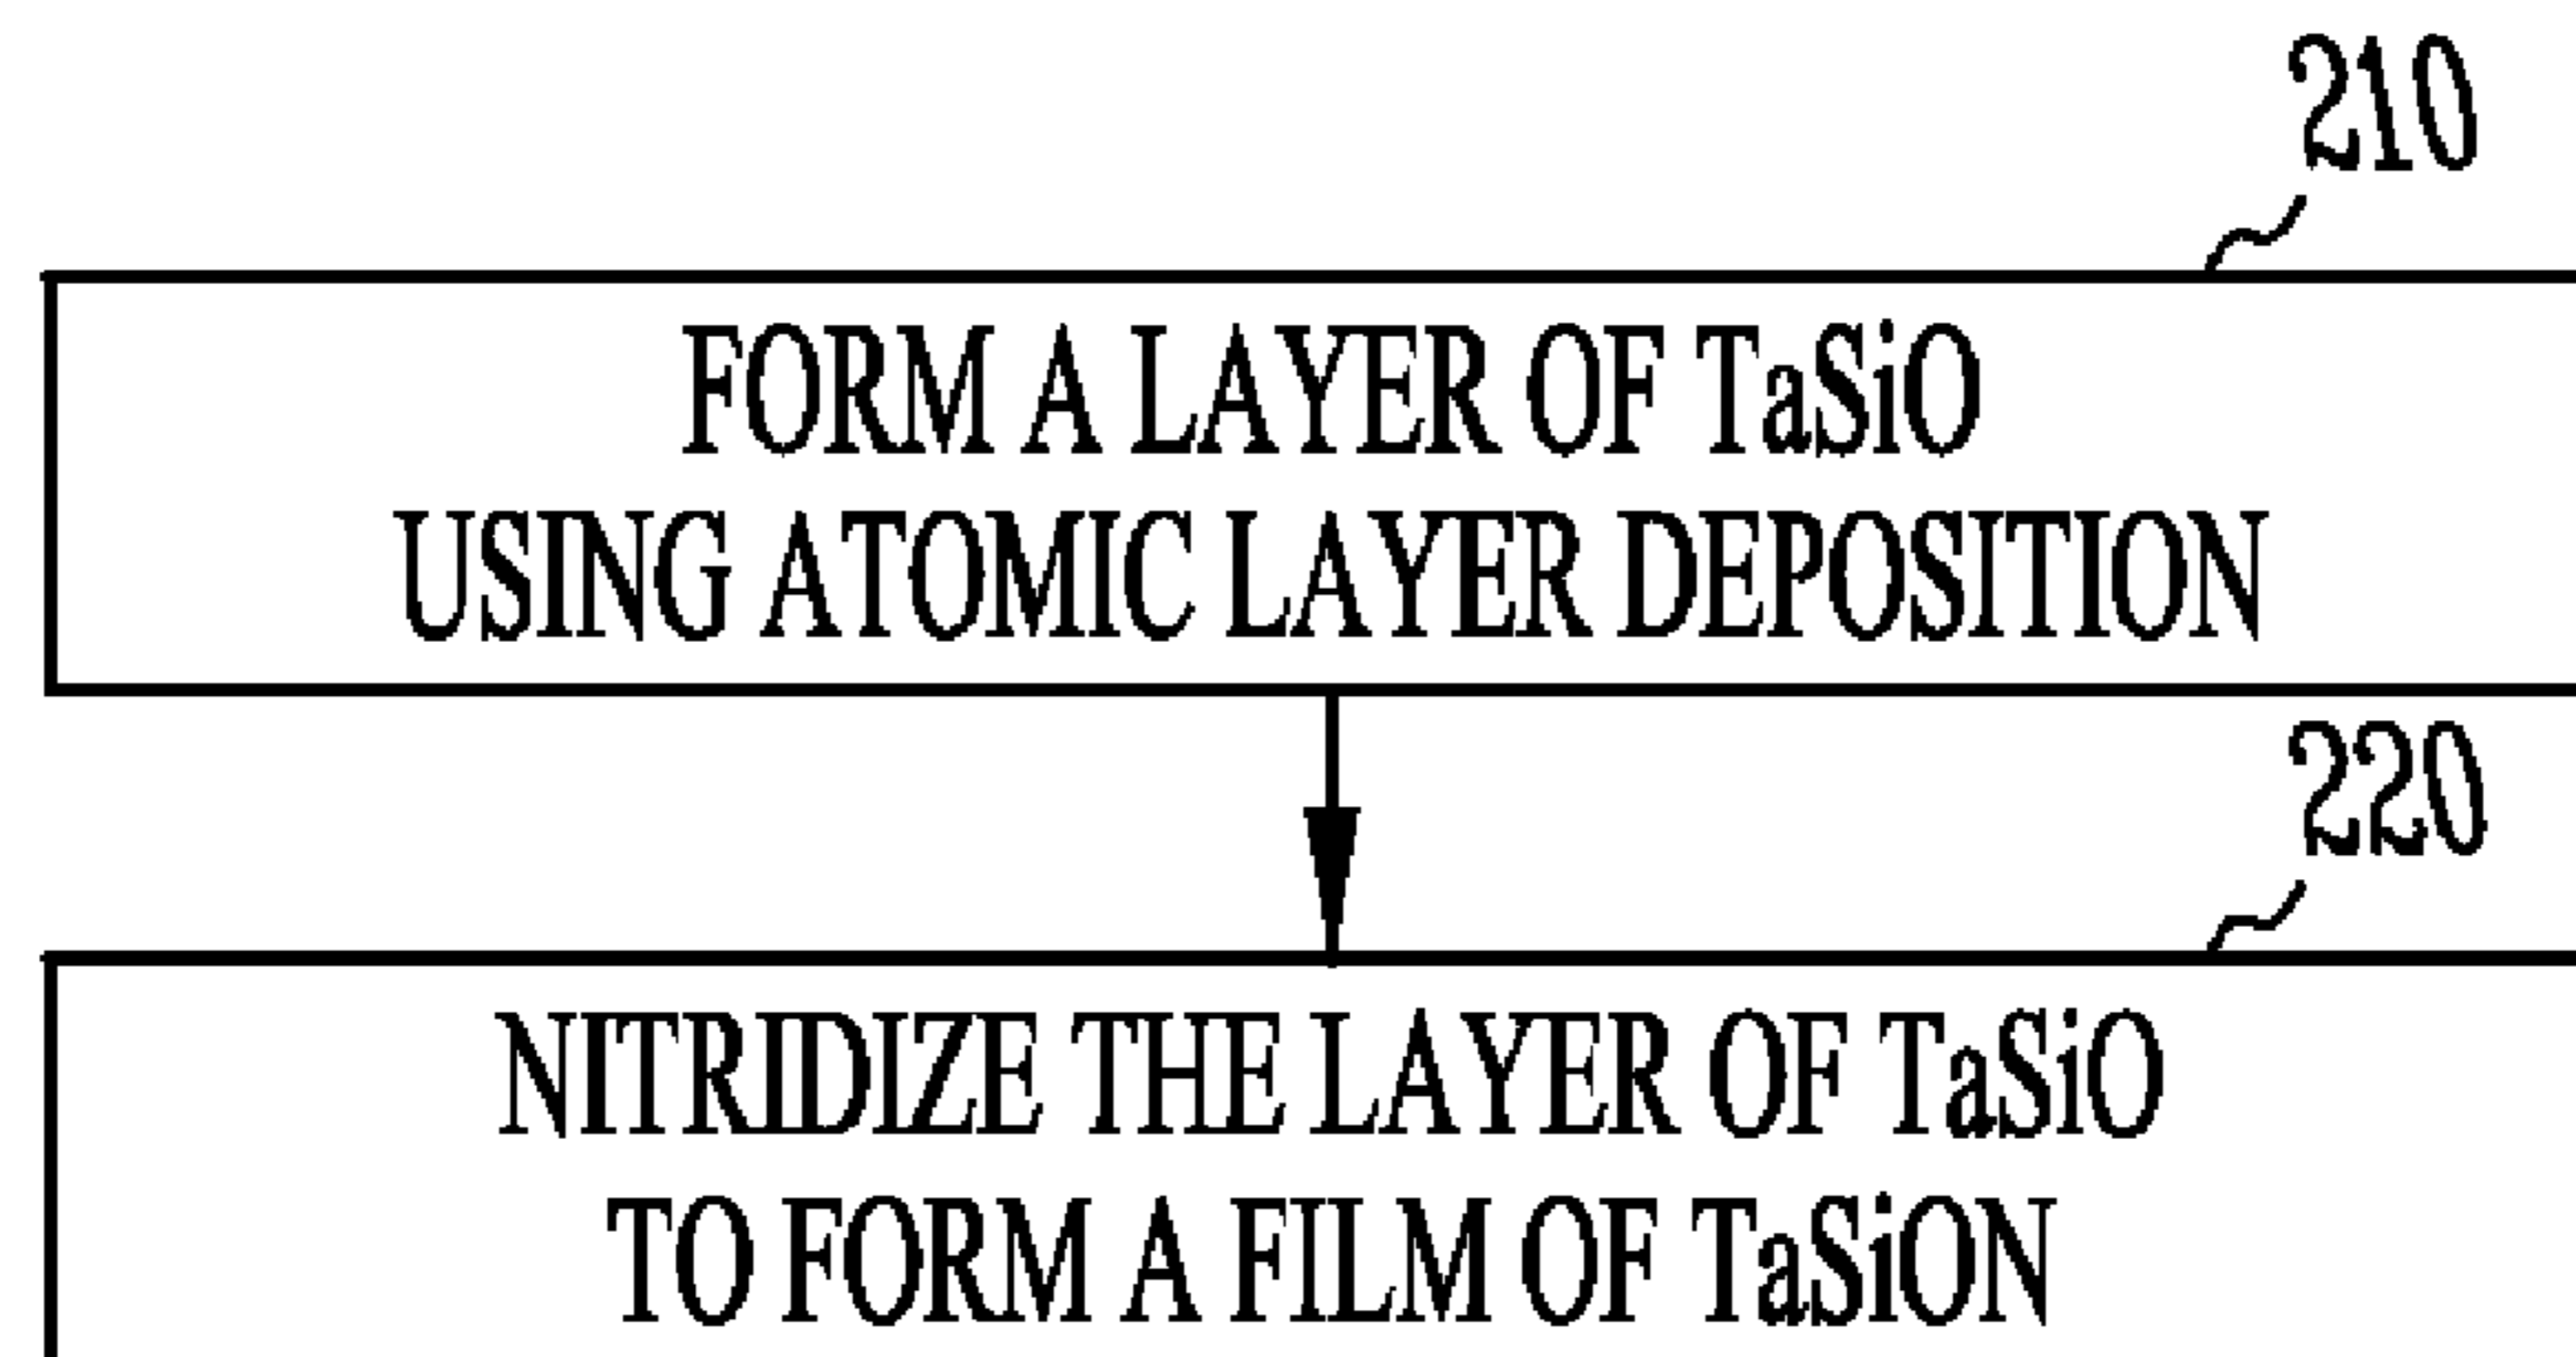 210
FORM A LAYER OF TaSiO
USING ATOMIC LAYER DEPOSITION
220
NITRIDIZE THE LAYER OF TaSiO
TO FORM A FILM OF TaSiON